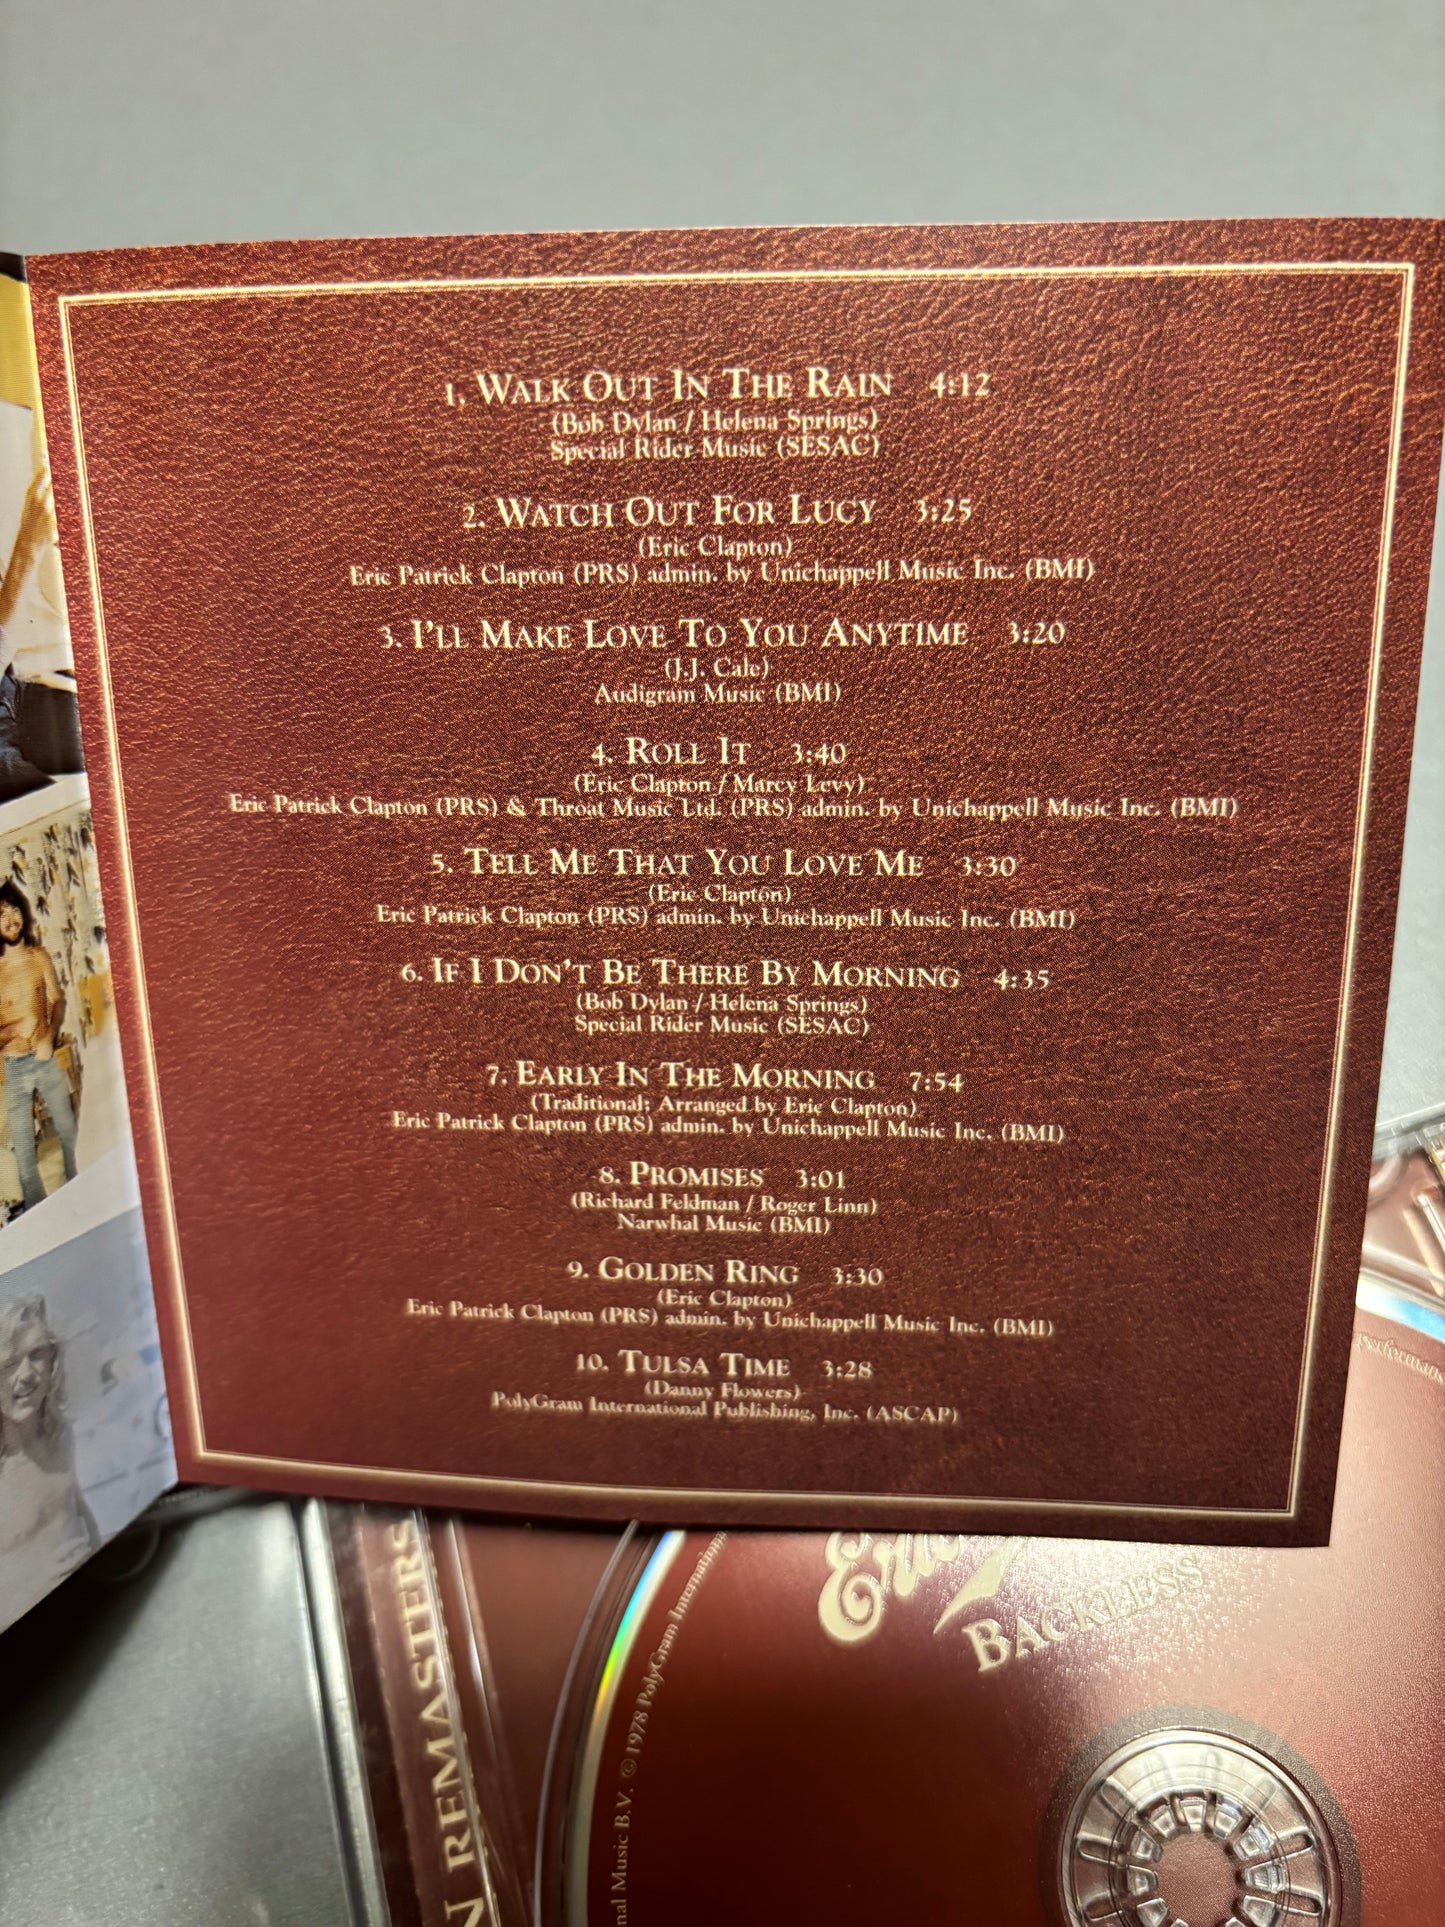 1. WALK OUT IN THE RAIN 4:12
(Bob Dylan / Helena Springs)
Special Rider Music (SESAC)
2. WATCH OUT FOR LUCY 3:25
(Eric Clapton)
Eric Patrick Clapton (PRS) admin. by Unichappell Music Inc. (BMI)
3. I'LL MAKE LOVE TO YOU ANYTIME 3:20
(J.J. Cale)
Audigram Music (BMI)
4. ROLL IT 3:40
(Eric Clapton / Marcy Levy)
Eric Patrick Clapton (PRS) & Throat Music Ltd. (PRS) admin. by Unichappell Music Inc. (BMI)
5. TELL ME THAT YOU LOVE ME 3:30
(Eric Clapton)
Eric Patrick Clapton (PRS) admin. by Unichappell Music Inc. (BMI)
6. IF I DON'T BE THERE BY MORNING 4:35
(Bob Dylan / Helena Springs)
Special Rider Music (SESAC)
7. EARLY IN THE MORNING 7:54
(Traditional; Arranged by Eric Clapton)
Eric Patrick Clapton (PRS) admin. by Unichappell Music Inc. (BMI)
8. PROMISES 3:01
(Richard Feldman / Roger Linn)
Narwhal Music (BMI)
9. GOLDEN RING 3:30
(Eric Clapton)
Eric Patrick Clapton (PRS) admin. by Unichappell Music Inc. (BMI)
10. TULSA TIME 3:28
(Danny Flowers)
PolyGram International Publishing, Inc. (ASCAP)
Eric
BACKLESS
N REMASTERS
nal Music B.V. ©1978 PolyGram Internationa
performan